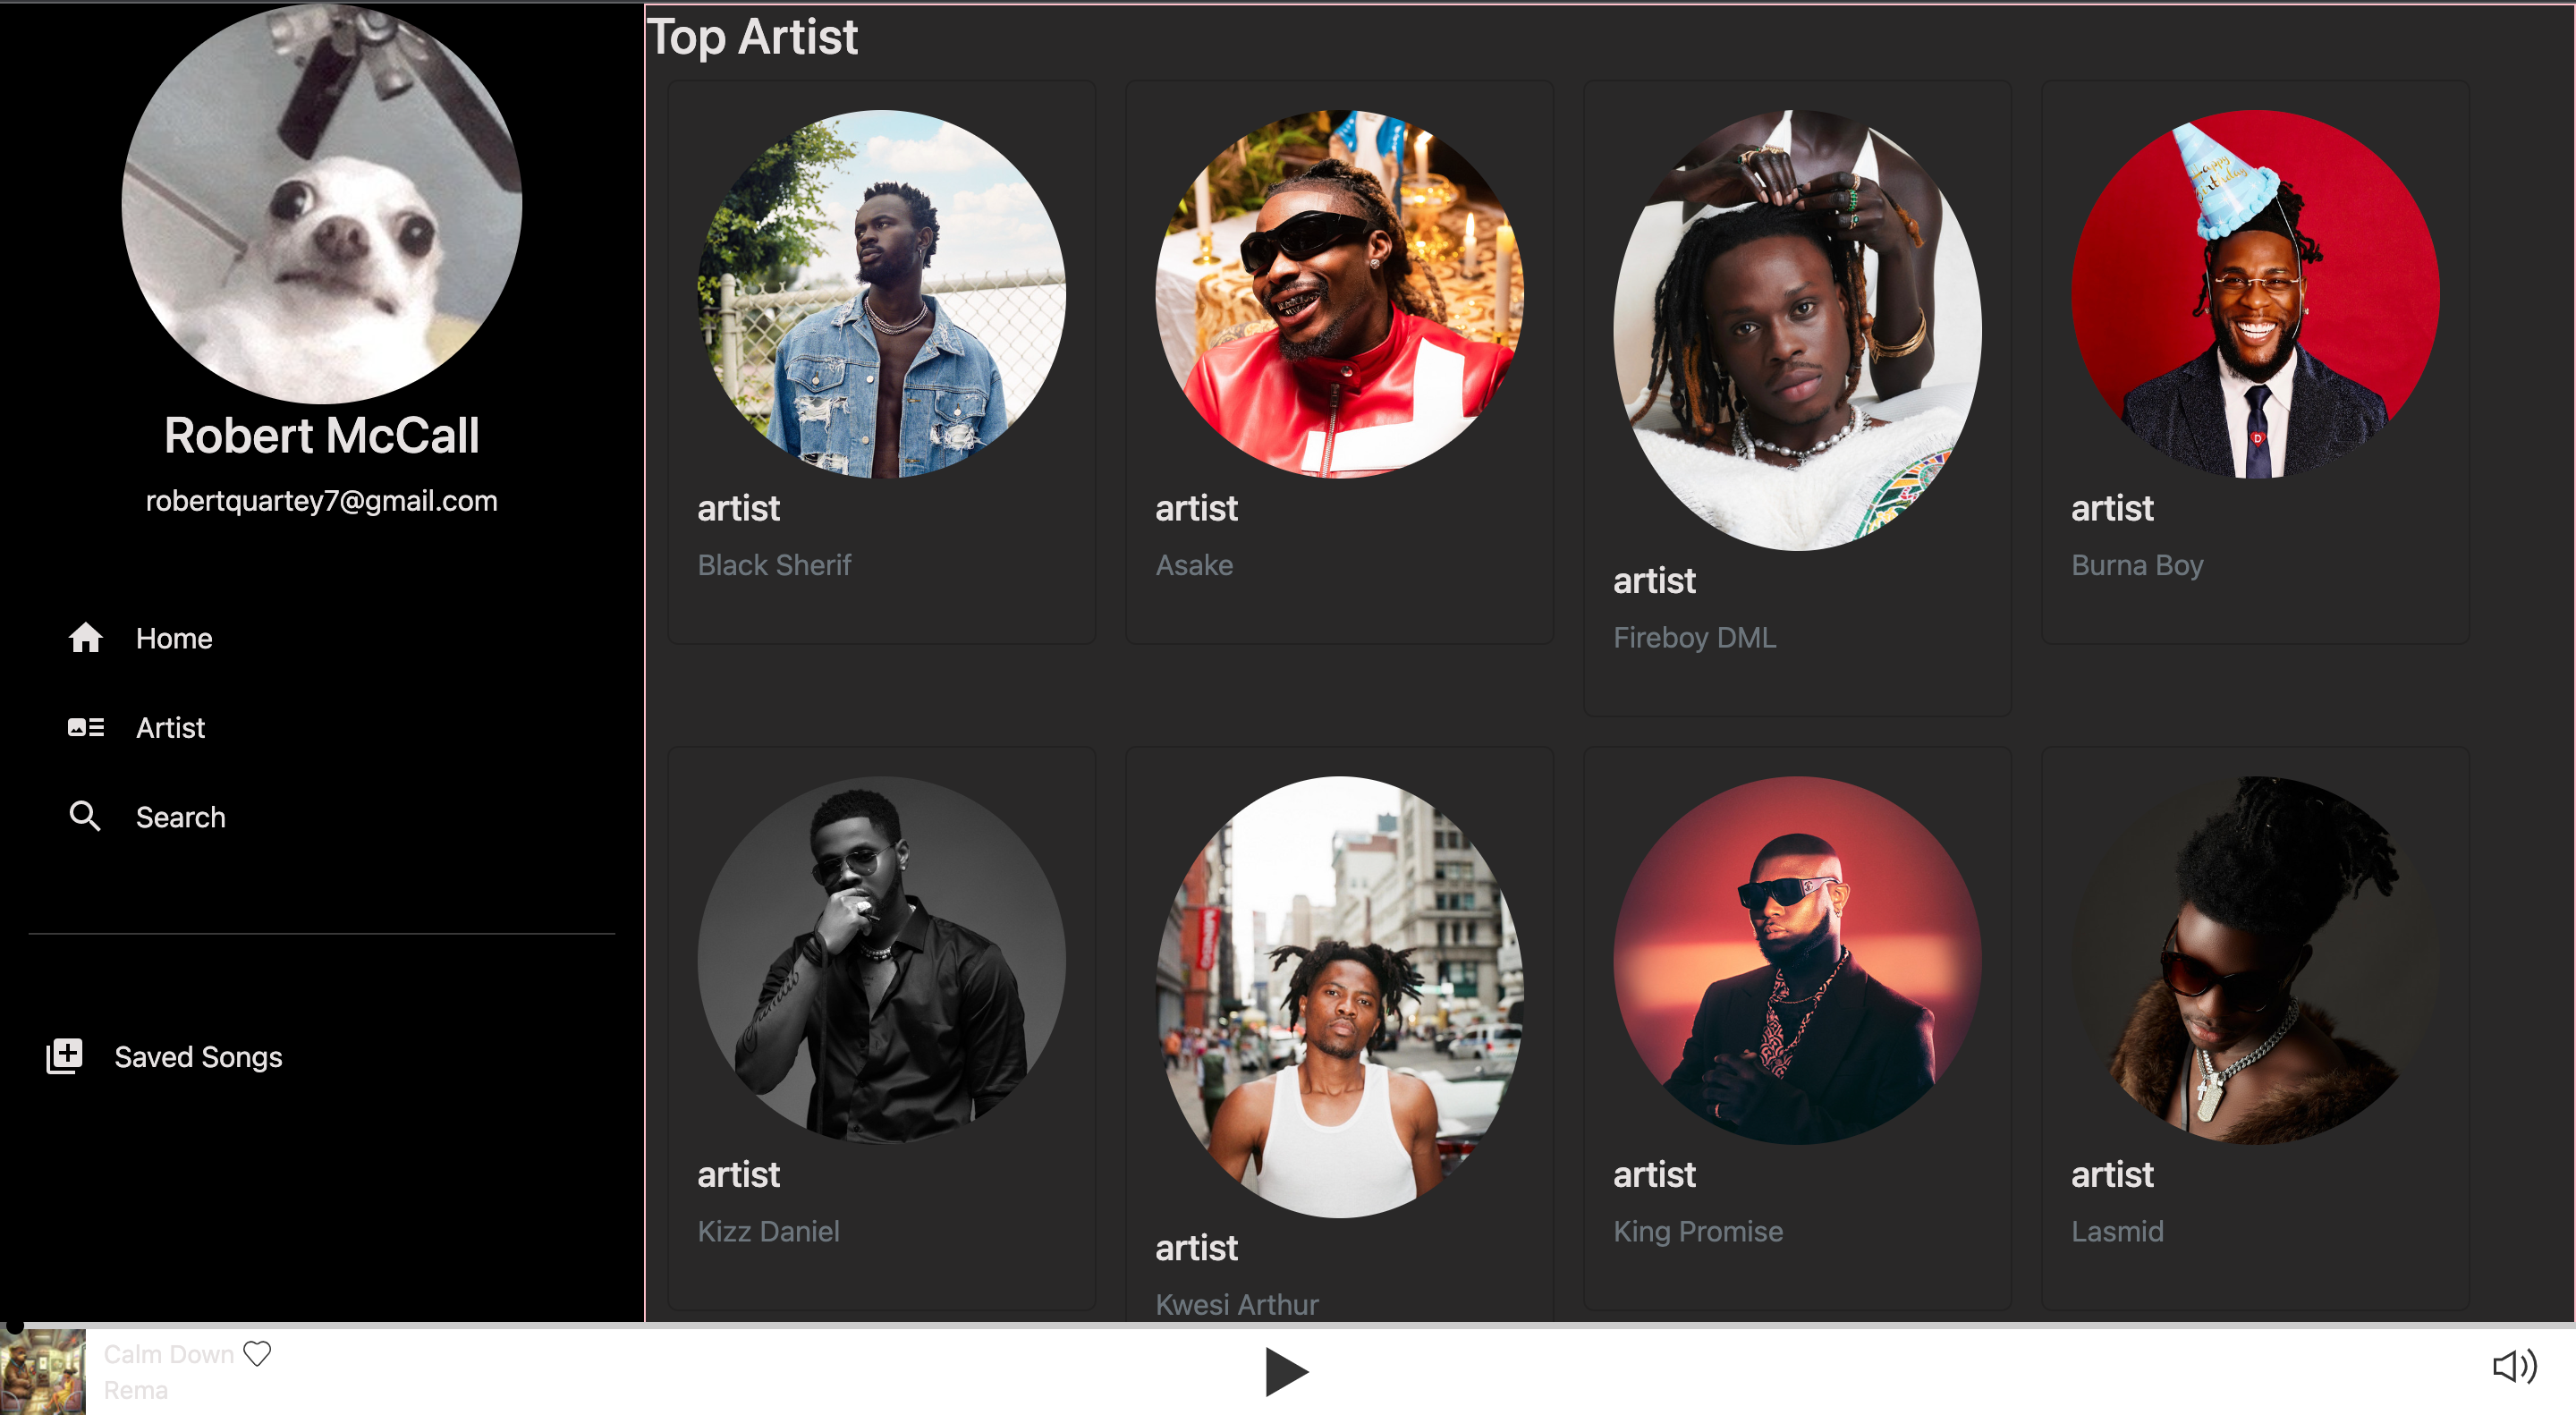 Robert McCall
robertquartey7@gmail.com
Home
Artist
Search
Saved Songs
Top Artist
artist
Black Sherif
artist
Asake
artist
Fireboy DML
artist
Burna Boy
artist
Kizz Daniel
artist
Kwesi Arthur
artist
King Promise
artist
Lasmid
Calm Down
Rema